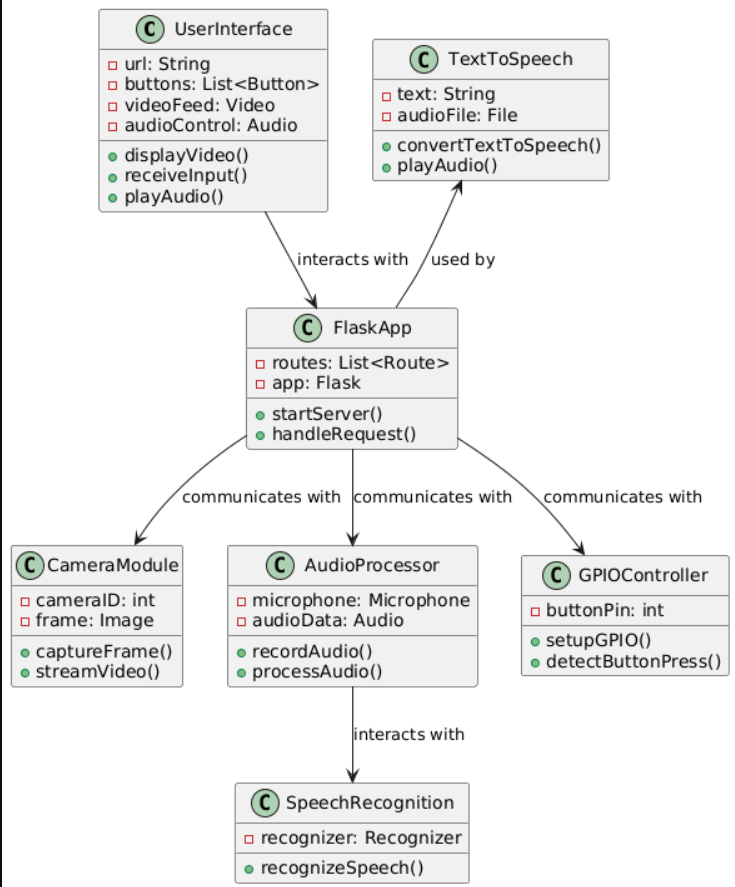 C UserInterface
url: String
buttons: List<Button>
videoFeed: Video
audioControl: Audio
displayVideo()
receiveInput()
playAudio()
C TextToSpeech
text: String
audioFile: File
convertTextToSpeech()
playAudio()
interacts with
used by
C FlaskApp
routes: List<Route>
app: Flask
startServer()
handleRequest()
communicates with
communicates with
communicates with
C CameraModule
cameraID: int
frame: Image
captureFrame()
streamVideo()
C AudioProcessor
microphone: Microphone
audioData: Audio
recordAudio()
processAudio()
C GPIOController
buttonPin: int
setupGPIO()
detectButtonPress()
interacts with
C SpeechRecognition
recognizer: Recognizer
recognizeSpeech()